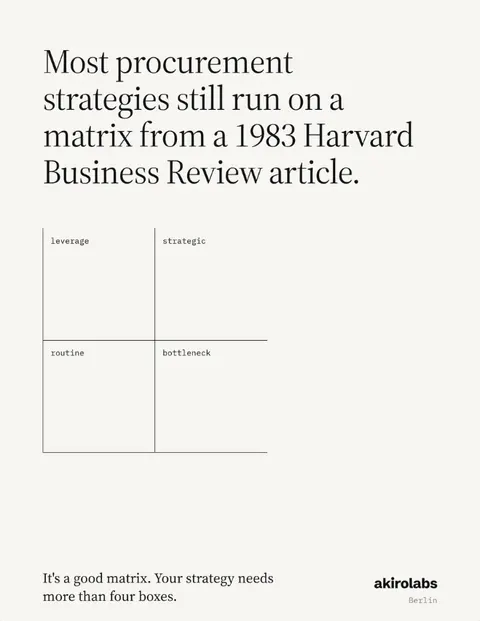 Most procurement
strategies still run on a
matrix from a 1983 Harvard
Business Review article.
leverage
strategic
routine
bottleneck
It's a good matrix. Your strategy needs
more than four boxes.
akirolabs
Berlin